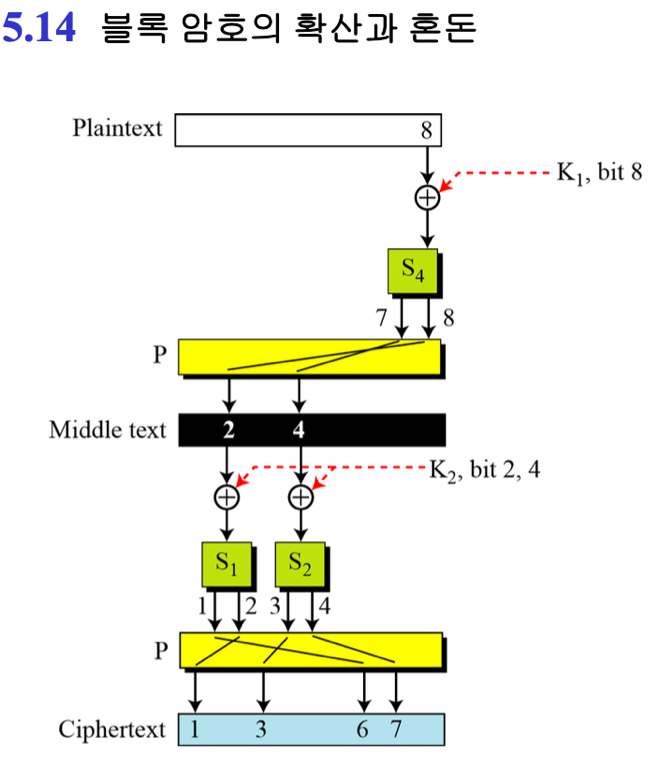 5.14 블록 암호의 확산과 혼돈
Plaintext 8
K₁, bit 8
S₄
7 8
P
Middle text 2 4
K₂, bit 2, 4
S₁ S₂
1 2 3 4
P
Ciphertext 1 3 6 7